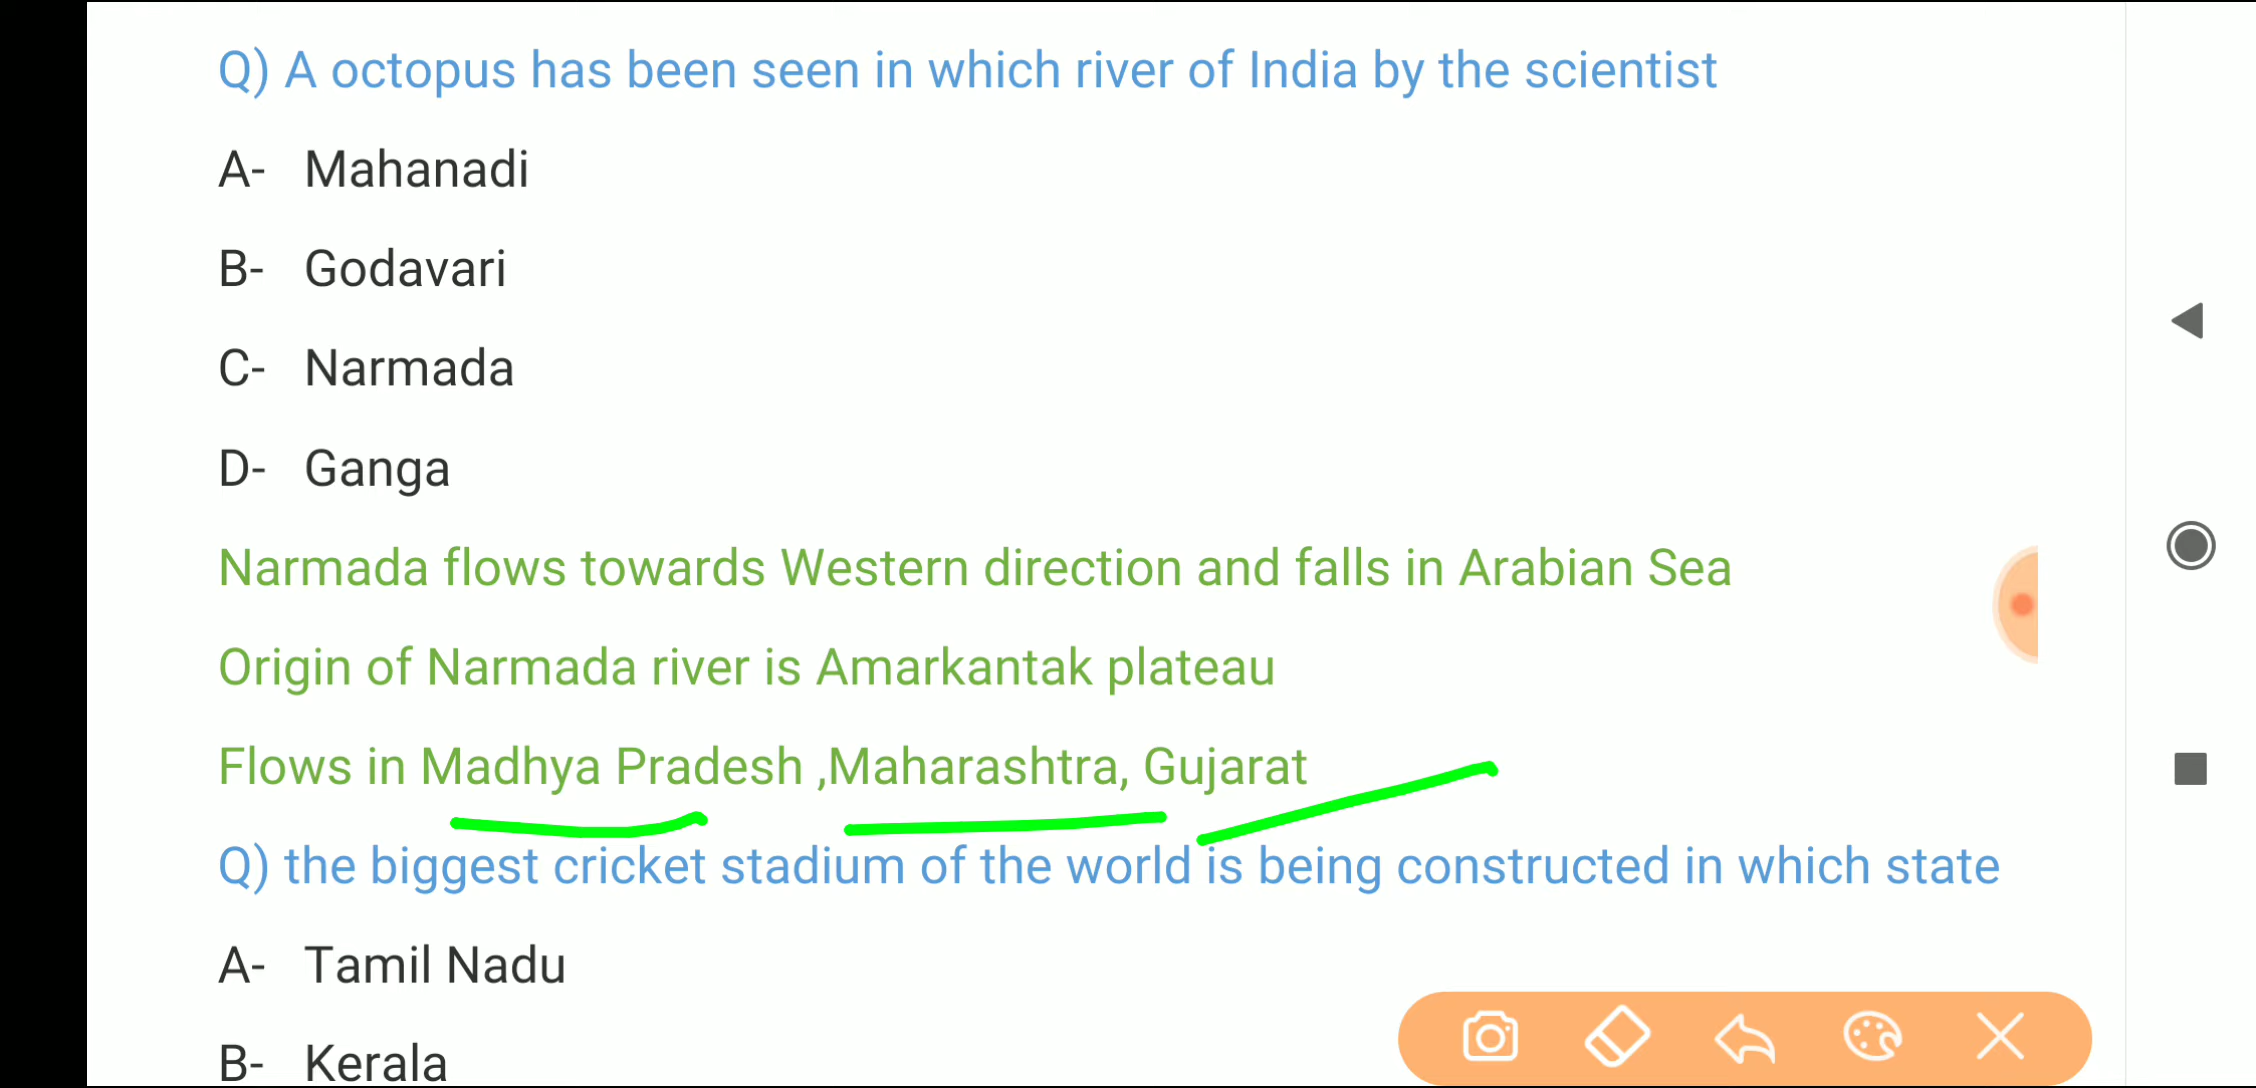 Q) A octopus has been seen in which river of India by the scientist
A- Mahanadi
B- Godavari
C- Narmada
D- Ganga
Narmada flows towards Western direction and falls in Arabian Sea
Origin of Narmada river is Amarkantak plateau
Flows in Madhya Pradesh ,Maharashtra, Gujarat
Q) the biggest cricket stadium of the world is being constructed in which state
A- Tamil Nadu
B- Kerala